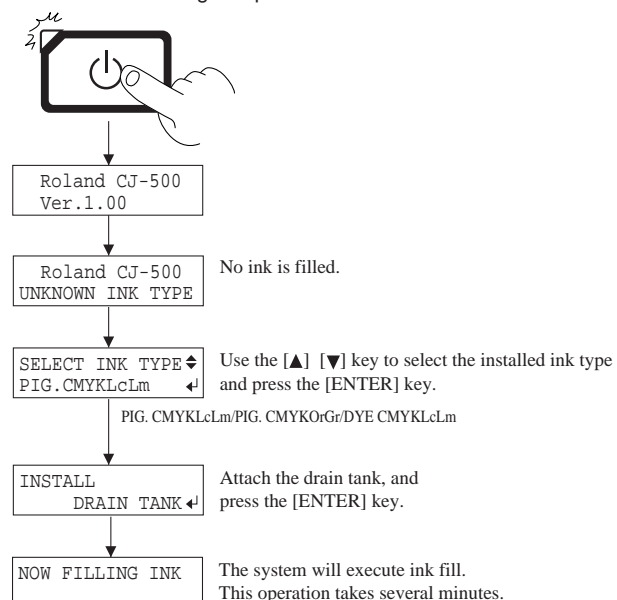 Roland CJ-500
Ver.1.00
Roland CJ-500
UNKNOWN INK TYPE
No ink is filled.
SELECT INK TYPE
PIG.CMYKLcLm
Use the [▲] [▼] key to select the installed ink type
and press the [ENTER] key.
PIG. CMYKLcLm/PIG. CMYKOrGr/DYE CMYKLcLm
INSTALL
DRAIN TANK
Attach the drain tank, and
press the [ENTER] key.
NOW FILLING INK
The system will execute ink fill.
This operation takes several minutes.